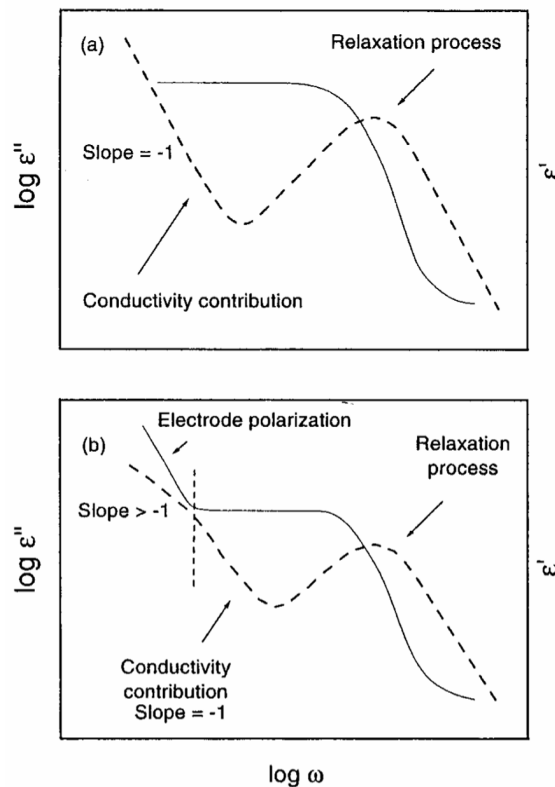 (a)
Relaxation process
Slope = -1
Conductivity contribution
log ε"
ε'
(b)
Electrode polarization
Relaxation
process
Slope > -1
Conductivity
contribution
Slope = -1
log ε"
ε'
log ω